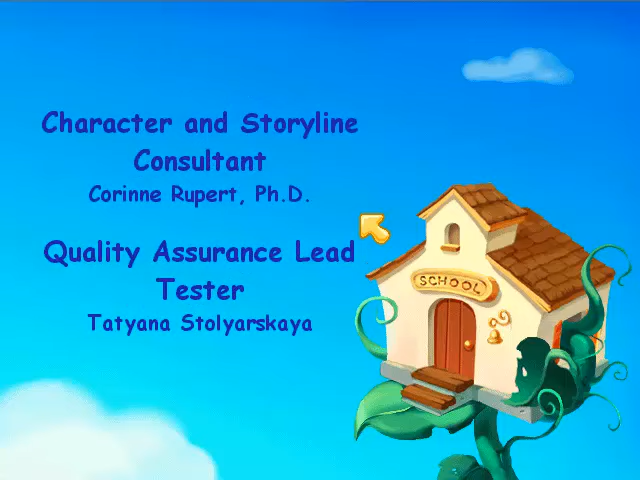 Character and Storyline
Consultant
Corinne Rupert, Ph.D.
Quality Assurance Lead
Tester
Tatyana Stolyarskaya
SCHOOL